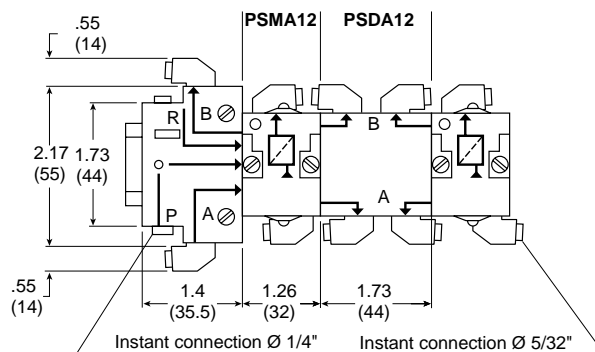 PSMA12 PSDA12
.55
(14)
R
B
B
2.17
(55)
1.73
(44)
P
A
A
.55
(14)
1.4
(35.5)
1.26
(32)
1.73
(44)
Instant connection Ø 1/4"
Instant connection Ø 5/32"